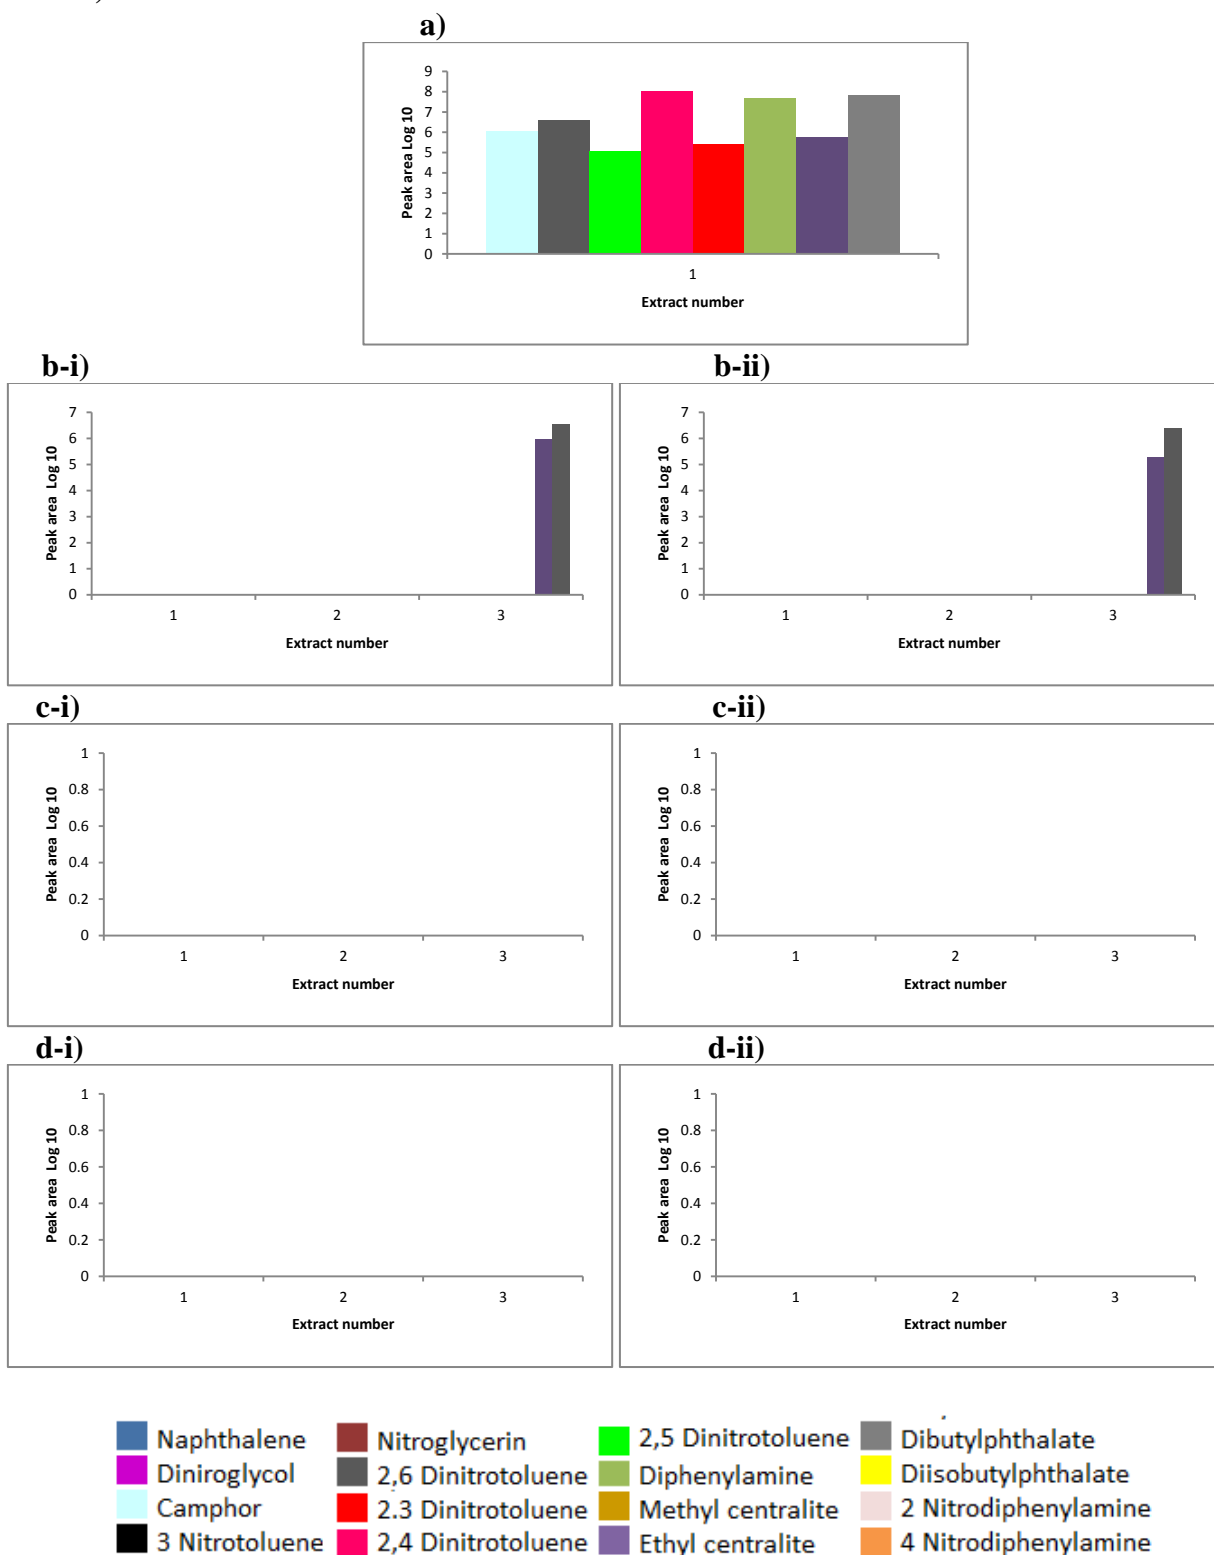 a)
Peak area Log 10
9
8
7
6
5
4
3
2
1
0
1
Extract number
b-i)
Peak area Log 10
7
6
5
4
3
2
1
0
1 2 3
Extract number
b-ii)
Peak area Log 10
7
6
5
4
3
2
1
0
1 2 3
Extract number
c-i)
Peak area Log 10
1
0.8
0.6
0.4
0.2
0
1 2 3
Extract number
c-ii)
Peak area Log 10
1
0.8
0.6
0.4
0.2
0
1 2 3
Extract number
d-i)
Peak area Log 10
1
0.8
0.6
0.4
0.2
0
1 2 3
Extract number
d-ii)
Peak area Log 10
1
0.8
0.6
0.4
0.2
0
1 2 3
Extract number
Naphthalene
Diniroglycol
Camphor
3 Nitrotoluene
Nitroglycerin
2,6 Dinitrotoluene
2.3 Dinitrotoluene
2,4 Dinitrotoluene
2,5 Dinitrotoluene
Diphenylamine
Methyl centralite
Ethyl centralite
Dibutylphthalate
Diisobutylphthalate
2 Nitrodiphenylamine
4 Nitrodiphenylamine